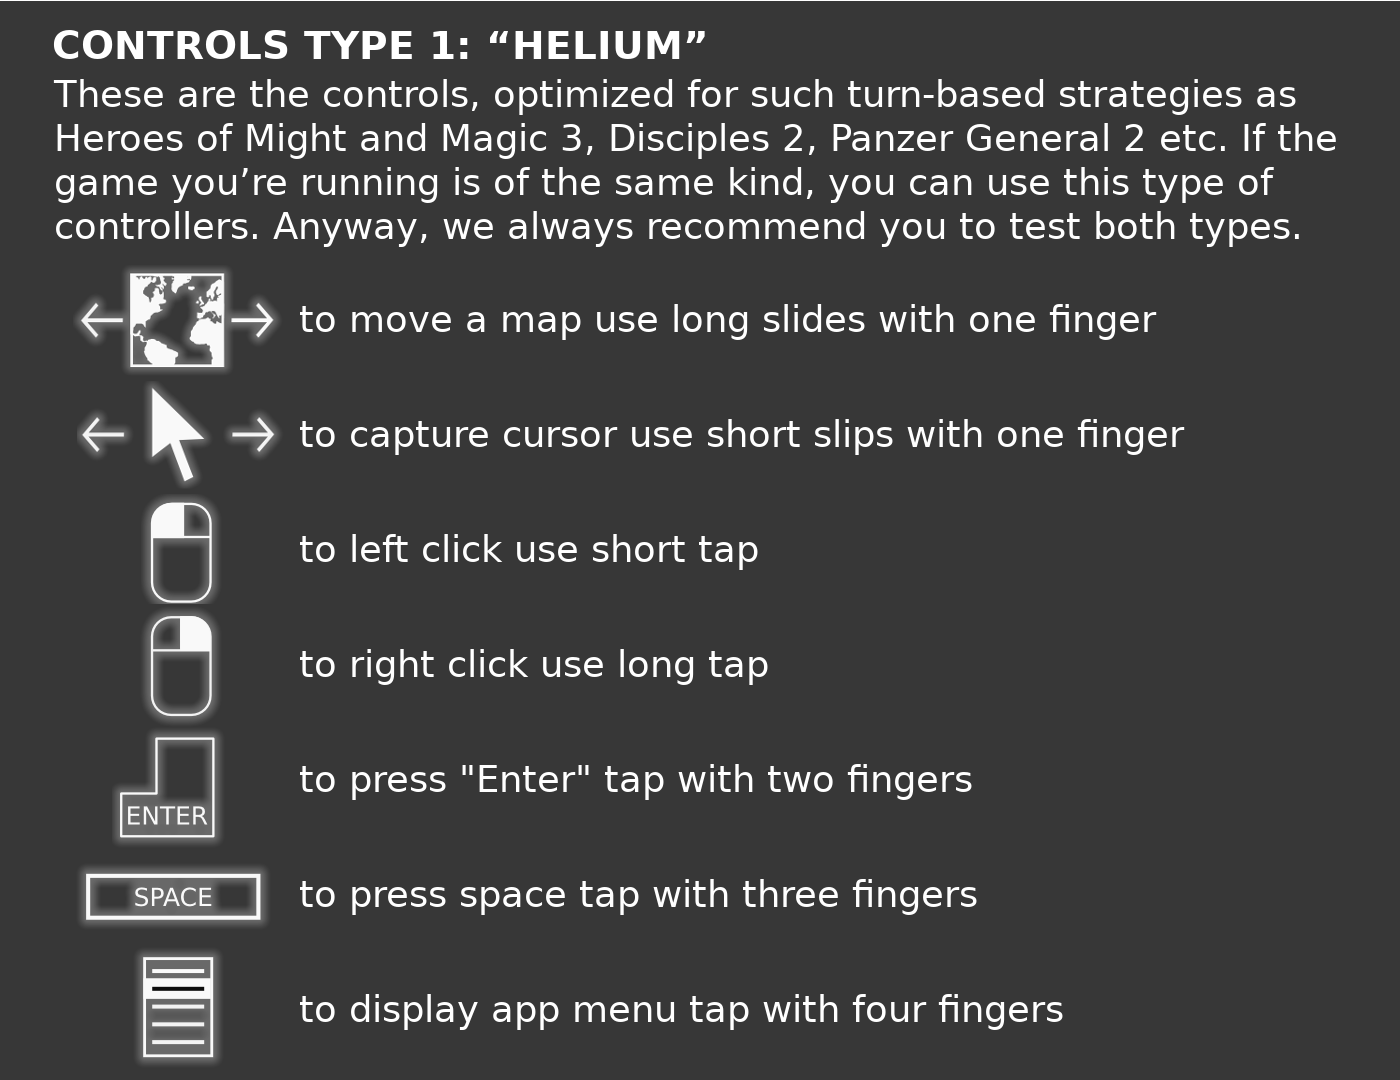 CONTROLS TYPE 1: “HELIUM”
These are the controls, optimized for such turn-based strategies as
Heroes of Might and Magic 3, Disciples 2, Panzer General 2 etc. If the
game you’re running is of the same kind, you can use this type of
controllers. Anyway, we always recommend you to test both types.
to move a map use long slides with one finger
to capture cursor use short slips with one finger
to left click use short tap
to right click use long tap
to press "Enter" tap with two fingers
ENTER
SPACE
to press space tap with three fingers
to display app menu tap with four fingers